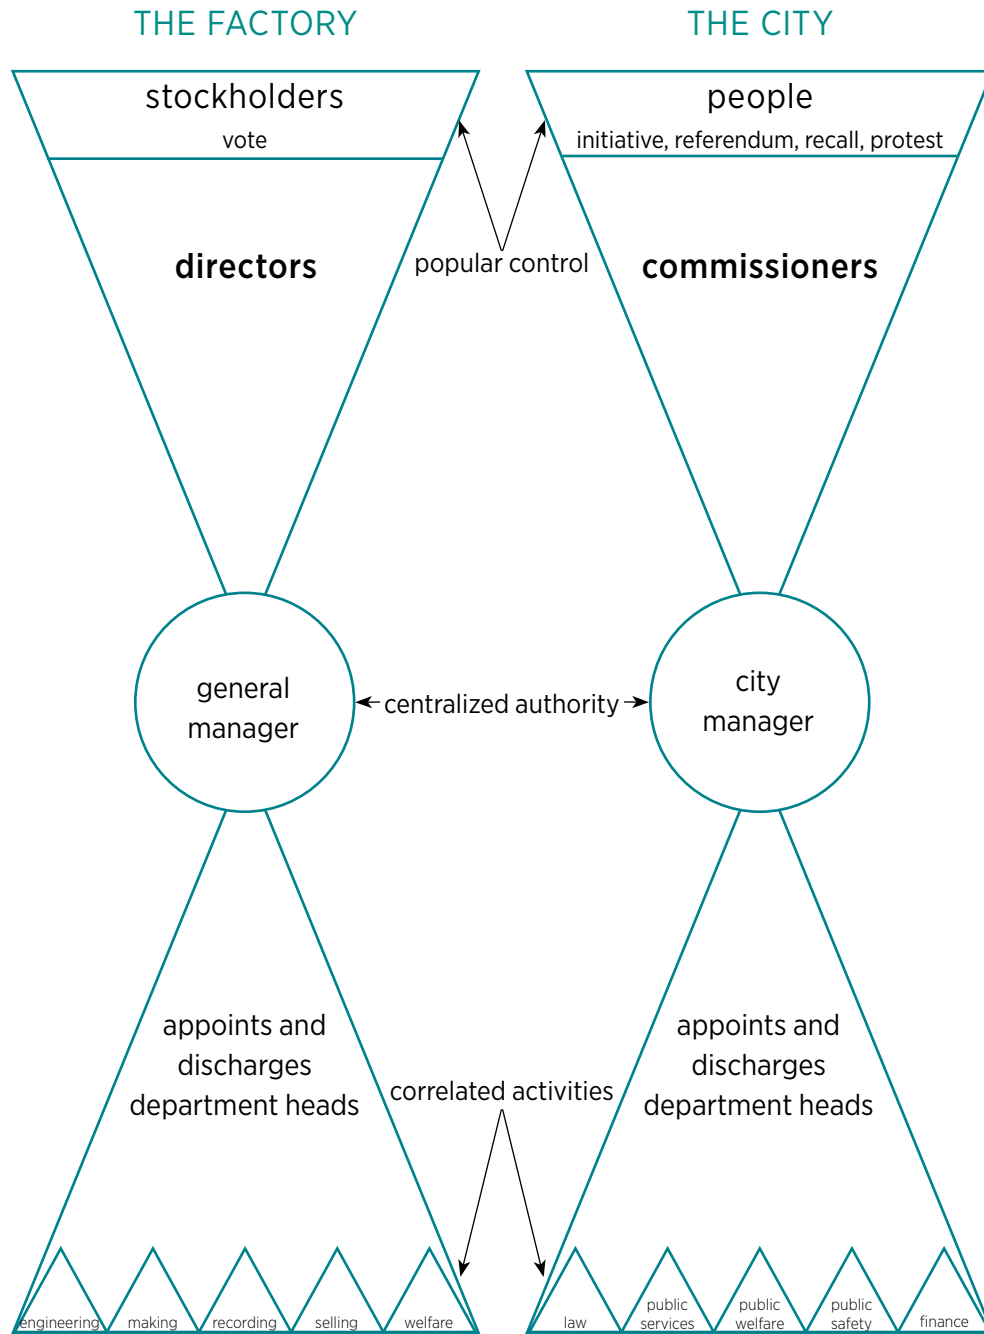 THE FACTORY
THE CITY
stockholders
vote
people
initiative, referendum, recall, protest
directors
popular control
commissioners
general
manager
centralized authority
city
manager
appoints and
discharges
department heads
correlated activities
appoints and
discharges
department heads
engineering
making
recording
selling
welfare
law
public
services
public
welfare
public
safety
finance